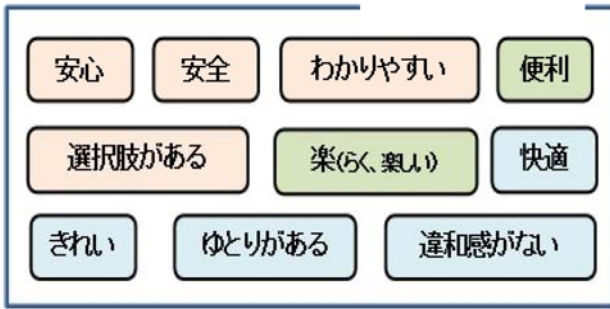 安心 安全 わかりやすい 便利
選択肢がある 楽(らく、楽しい) 快適
きれい ゆとりがある 違和感がない